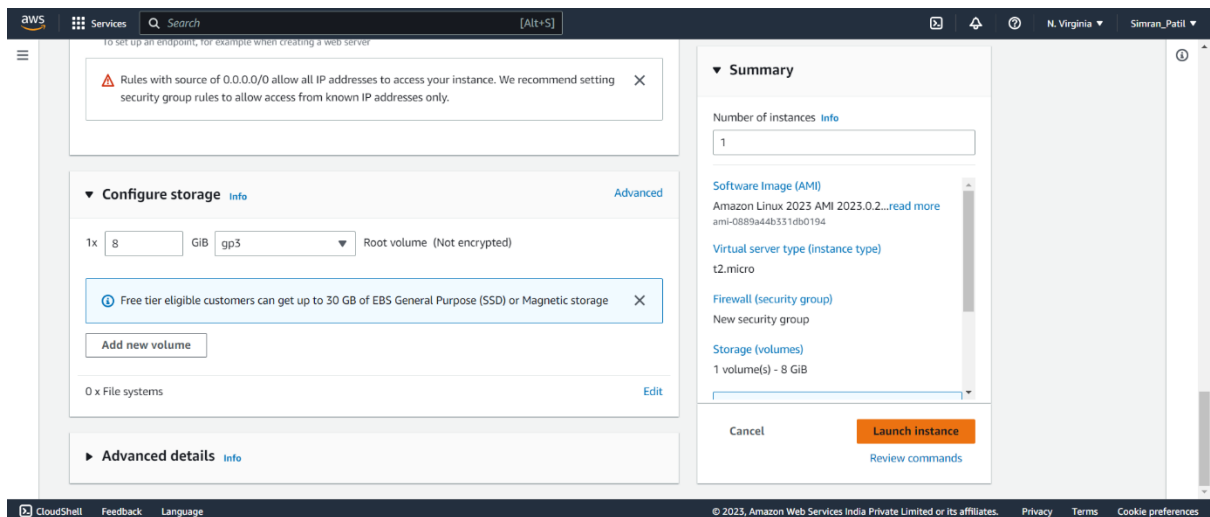 aws
Services
Search
[Alt+S]
N. Virginia
Simran_Patil
To set up an endpoint, for example when creating a web server
Rules with source of 0.0.0.0/0 allow all IP addresses to access your instance. We recommend setting
security group rules to allow access from known IP addresses only.
Configure storage Info
Advanced
1x 8 GiB gp3 Root volume (Not encrypted)
Free tier eligible customers can get up to 30 GB of EBS General Purpose (SSD) or Magnetic storage
Add new volume
0 x File systems
Edit
Advanced details Info
Summary
Number of instances Info
1
Software Image (AMI)
Amazon Linux 2023 AMI 2023.0.2...read more
ami-0889a44b331db0194
Virtual server type (instance type)
t2.micro
Firewall (security group)
New security group
Storage (volumes)
1 volume(s) - 8 GiB
Cancel
Launch instance
Review commands
CloudShell
Feedback
Language
© 2023, Amazon Web Services India Private Limited or its affiliates.
Privacy
Terms
Cookie preferences